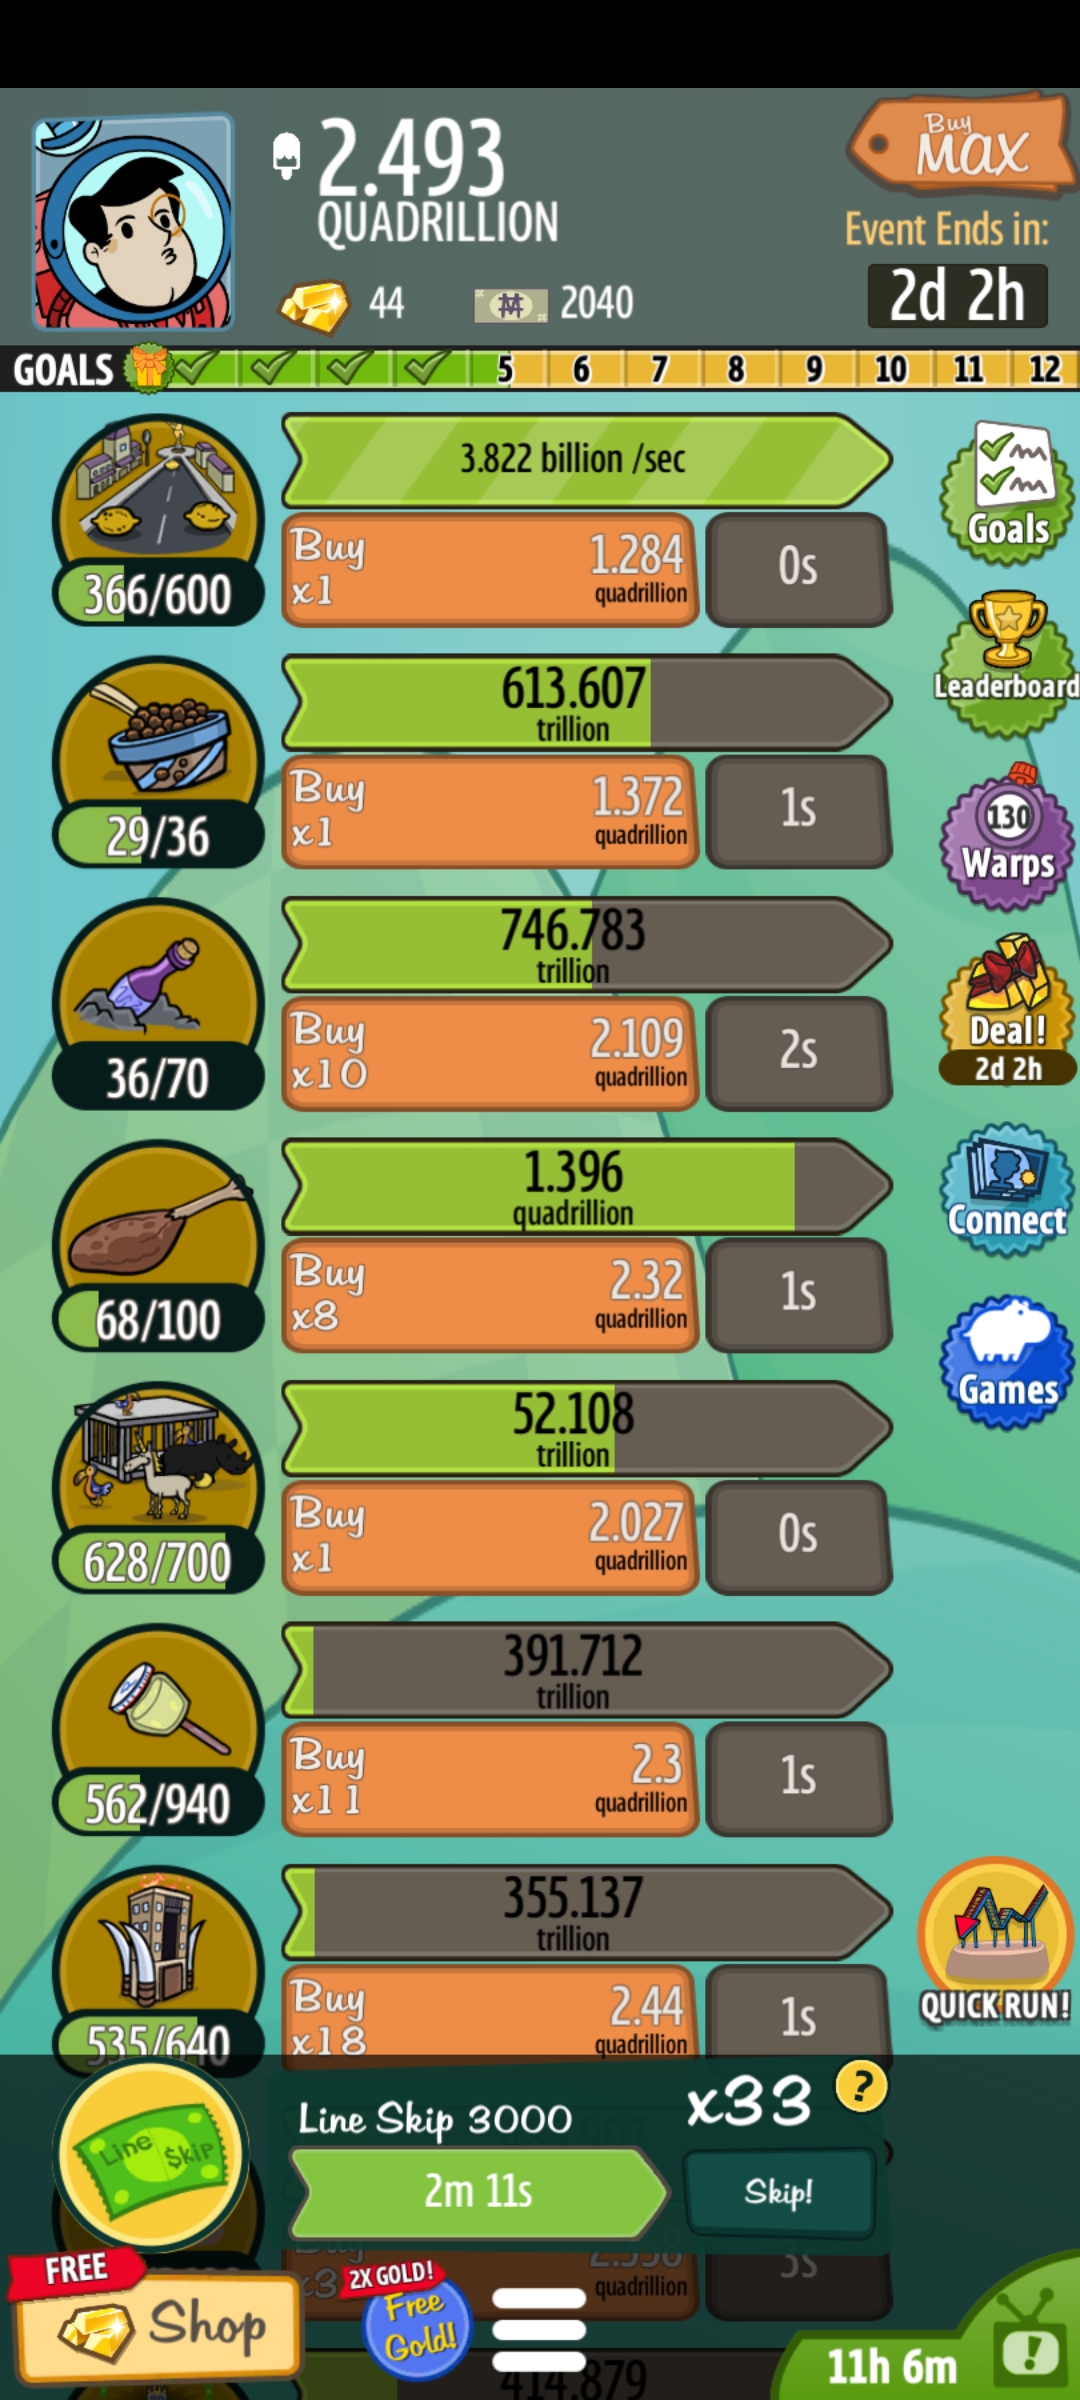 2.493
QUADRILLION
Buy
MAX
Event Ends in:
2d 2h
44
2040
GOALS
5 6 7 8 9 10 11 12
3.822 billion /sec
Buy
x1
1.284
quadrillion
0s
366/600
Goals
613.607
trillion
Buy
x1
1.372
quadrillion
1s
29/36
Leaderboard
130
Warps
746.783
trillion
Buy
x10
2.109
quadrillion
2s
36/70
Deal!
2d 2h
1.396
quadrillion
Buy
x8
2.32
quadrillion
1s
68/100
Connect
Games
52.108
trillion
Buy
x1
2.027
quadrillion
0s
628/700
391.712
trillion
Buy
x11
2.3
quadrillion
1s
562/940
355.137
trillion
Buy
x18
2.44
quadrillion
1s
535/640
QUICK RUN!
Line Skip 3000
x33
?
Line $kip
2m 11s
Skip!
quadrillion
3s
FREE
Shop
2X GOLD!
Free
Gold!
11h 6m
414.879